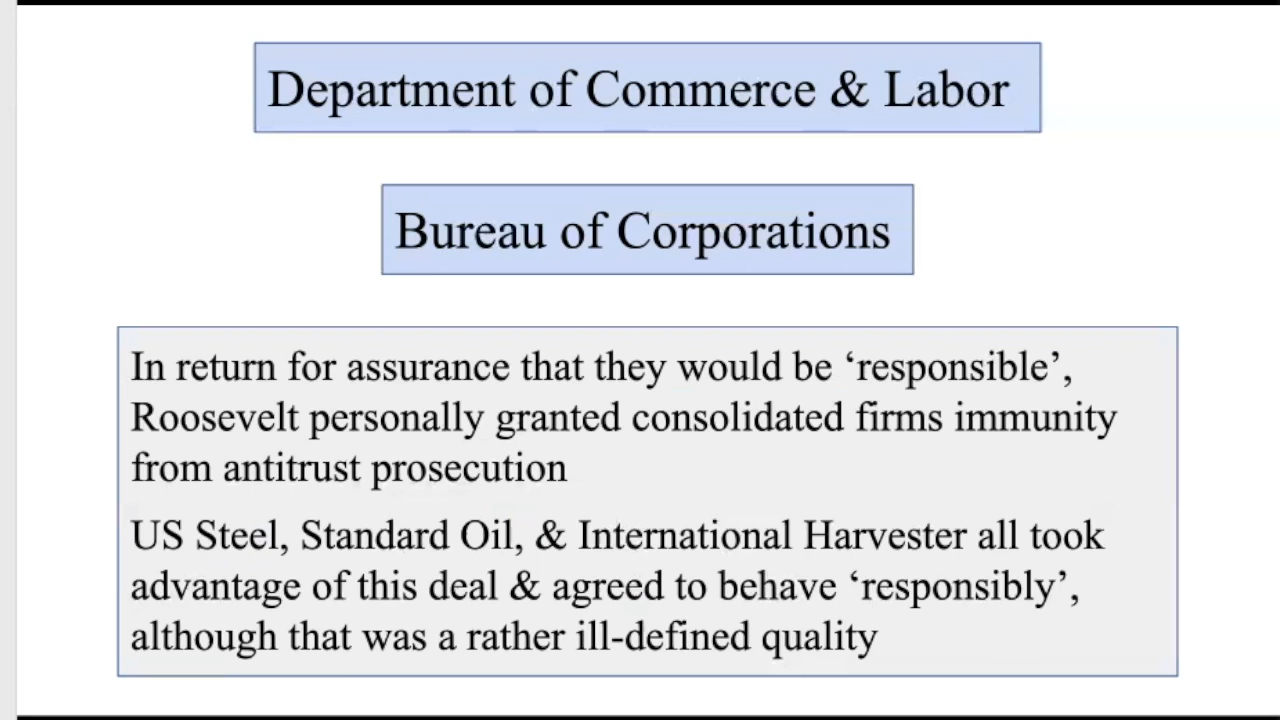 Department of Commerce & Labor
Bureau of Corporations
In return for assurance that they would be ‘responsible’,
Roosevelt personally granted consolidated firms immunity
from antitrust prosecution
US Steel, Standard Oil, & International Harvester all took
advantage of this deal & agreed to behave ‘responsibly’,
although that was a rather ill-defined quality